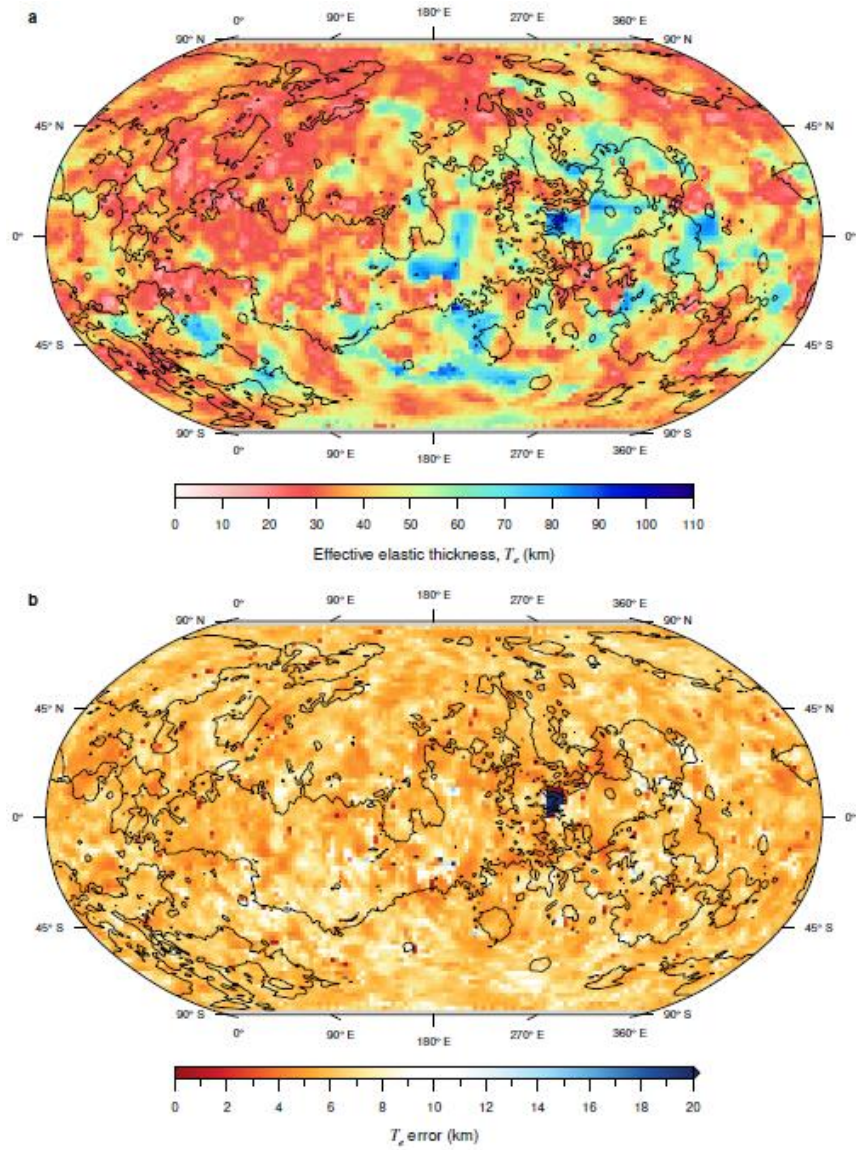 a
0° 90° E 180° E 270° E 360° E
90° N 90° N
45° N 45° N
0° 0°
45° S 45° S
90° S 90° S
0° 90° E 180° E 270° E 360° E
0 10 20 30 40 50 60 70 80 90 100 110
Effective elastic thickness, Te (km)
b
0° 90° E 180° E 270° E 360° E
90° N 90° N
45° N 45° N
0° 0°
45° S 45° S
90° S 90° S
0° 90° E 180° E 270° E 360° E
0 2 4 6 8 10 12 14 16 18 20
Te error (km)